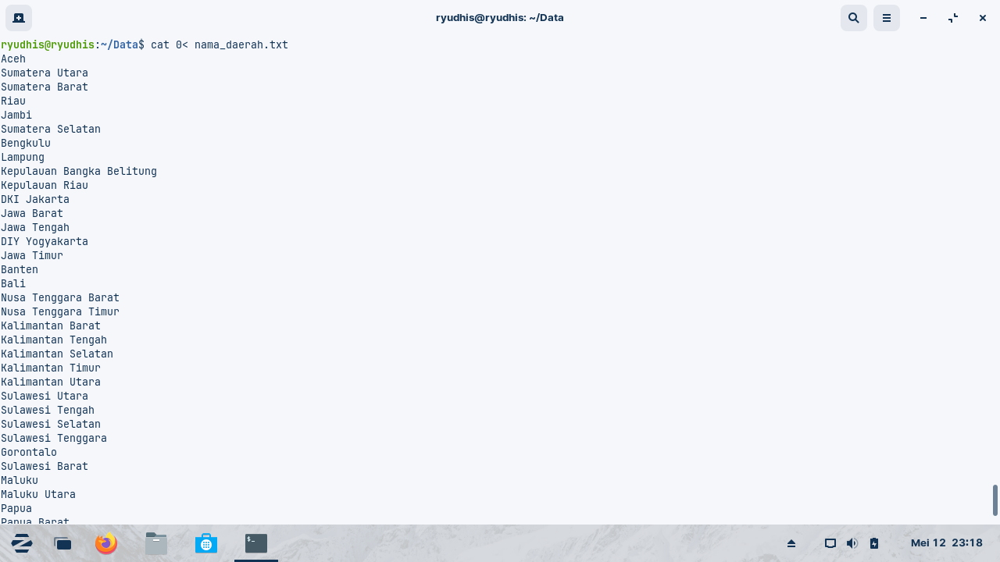 ryudhis@ryudhis: ~/Data
ryudhis@ryudhis:~/Data$ cat 0< nama_daerah.txt
Aceh
Sumatera Utara
Sumatera Barat
Riau
Jambi
Sumatera Selatan
Bengkulu
Lampung
Kepulauan Bangka Belitung
Kepulauan Riau
DKI Jakarta
Jawa Barat
Jawa Tengah
DIY Yogyakarta
Jawa Timur
Banten
Bali
Nusa Tenggara Barat
Nusa Tenggara Timur
Kalimantan Barat
Kalimantan Tengah
Kalimantan Selatan
Kalimantan Timur
Kalimantan Utara
Sulawesi Utara
Sulawesi Tengah
Sulawesi Selatan
Sulawesi Tenggara
Gorontalo
Sulawesi Barat
Maluku
Maluku Utara
Papua
Papua Barat
$_
Mei 12 23:18